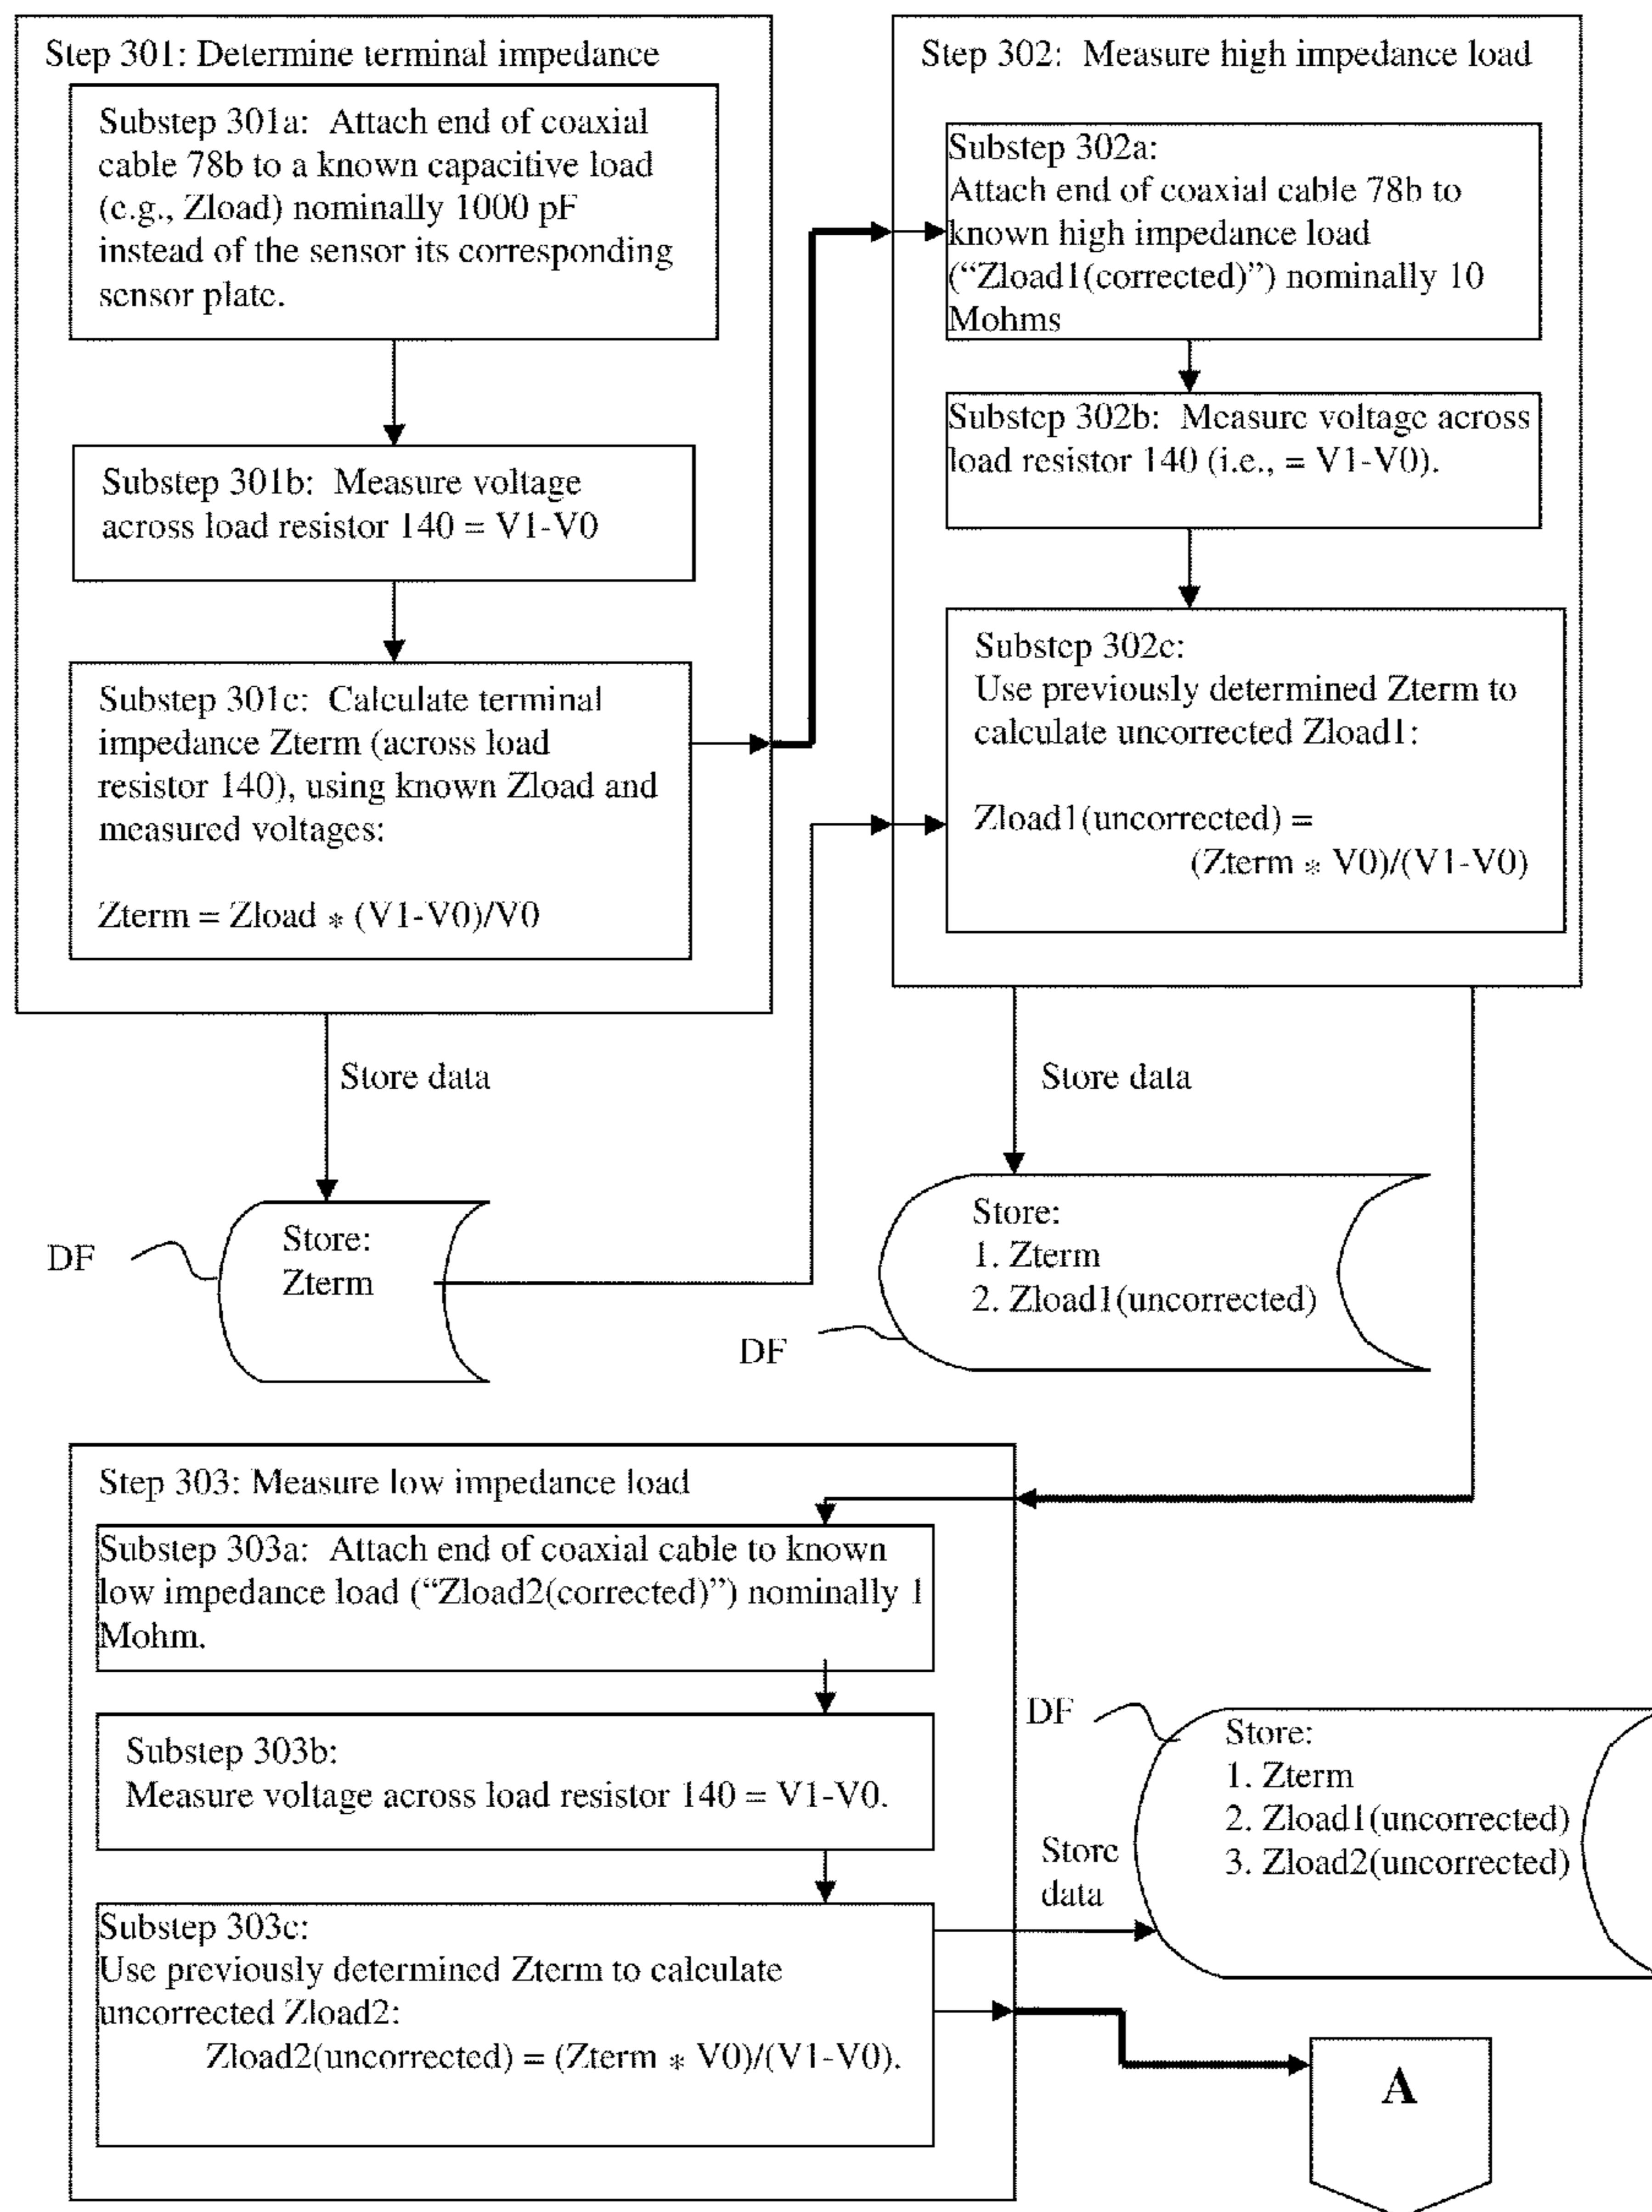 Step 301: Determine terminal impedance
Substep 301a: Attach end of coaxial
cable 78b to a known capacitive load
(e.g., Zload) nominally 1000 pF
instead of the sensor its corresponding
sensor plate.
Substep 301b: Measure voltage
across load resistor 140 = V1-V0
Substep 301c: Calculate terminal
impedance Zterm (across load
resistor 140), using known Zload and
measured voltages:
Zterm = Zload * (V1-V0)/V0
Store data
DF
Store:
Zterm
Step 302: Measure high impedance load
Substep 302a:
Attach end of coaxial cable 78b to
known high impedance load
(“Zload1(corrected)”) nominally 10
Mohms
Substep 302b: Measure voltage across
load resistor 140 (i.e., = V1-V0).
Substep 302c:
Use previously determined Zterm to
calculate uncorrected Zload1:
Zload1(uncorrected) =
(Zterm * V0)/(V1-V0)
Store data
Store:
1. Zterm
2. Zload1(uncorrected)
DF
Step 303: Measure low impedance load
Substep 303a: Attach end of coaxial cable to known
low impedance load (“Zload2(corrected)”) nominally 1
Mohm.
Substep 303b:
Measure voltage across load resistor 140 = V1-V0.
Substep 303c:
Use previously determined Zterm to calculate
uncorrected Zload2:
Zload2(uncorrected) = (Zterm * V0)/(V1-V0).
Store
data
DF
Store:
1. Zterm
2. Zload1(uncorrected)
3. Zload2(uncorrected)
A